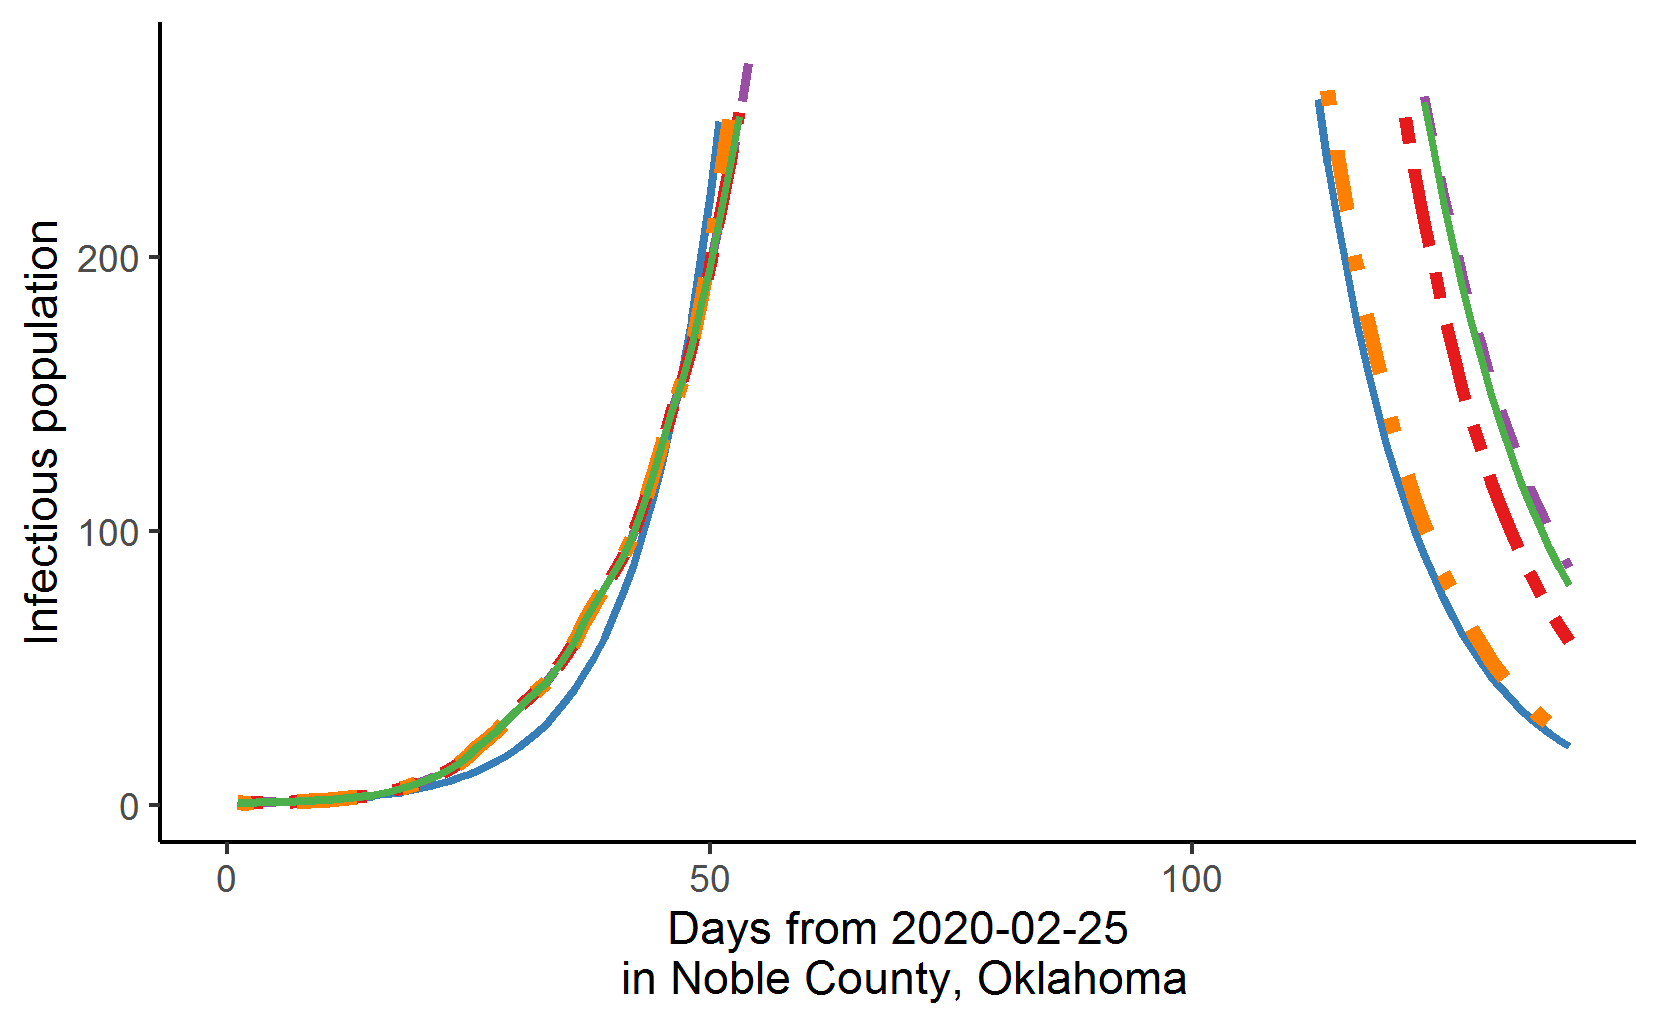 Infectious population
200
100
0
0 50 100
Days from 2020-02-25
in Noble County, Oklahoma